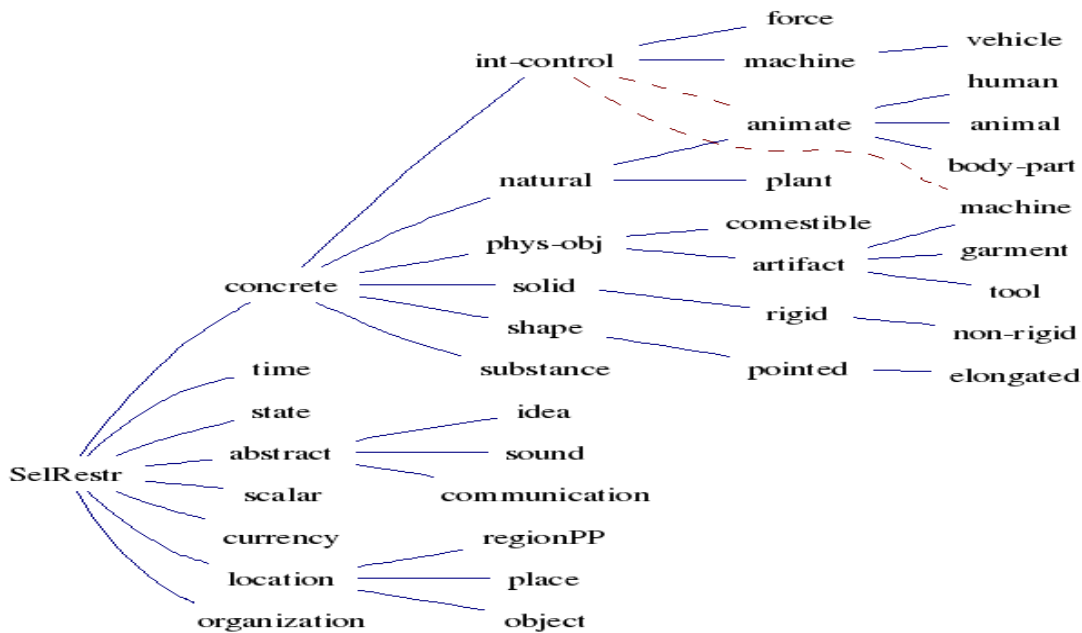 force
vehicle
int-control
machine
human
animate
animal
body-part
natural
plant
machine
comestible
phys-obj
garment
artifact
concrete
solid
tool
rigid
shape
non-rigid
time
substance
pointed
elongated
state
idea
abstract
sound
SelRestr
scalar
communication
currency
regionPP
location
place
organization
object